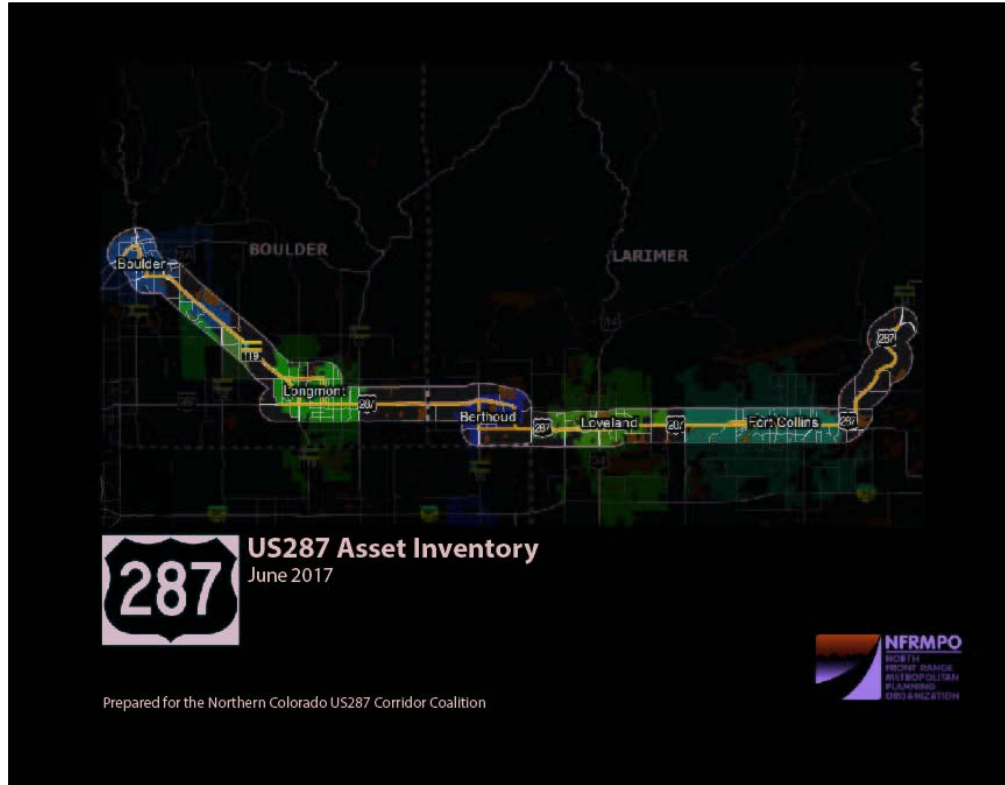 BOULDER
LARIMER
Boulder
119
Longmont
287
Berthoud
287
Loveland
287
Fort Collins
287
287
287
US287 Asset Inventory
June 2017
NFRMPO
NORTH
FRONT RANGE
METROPOLITAN
PLANNING
ORGANIZATION
Prepared for the Northern Colorado US287 Corridor Coalition